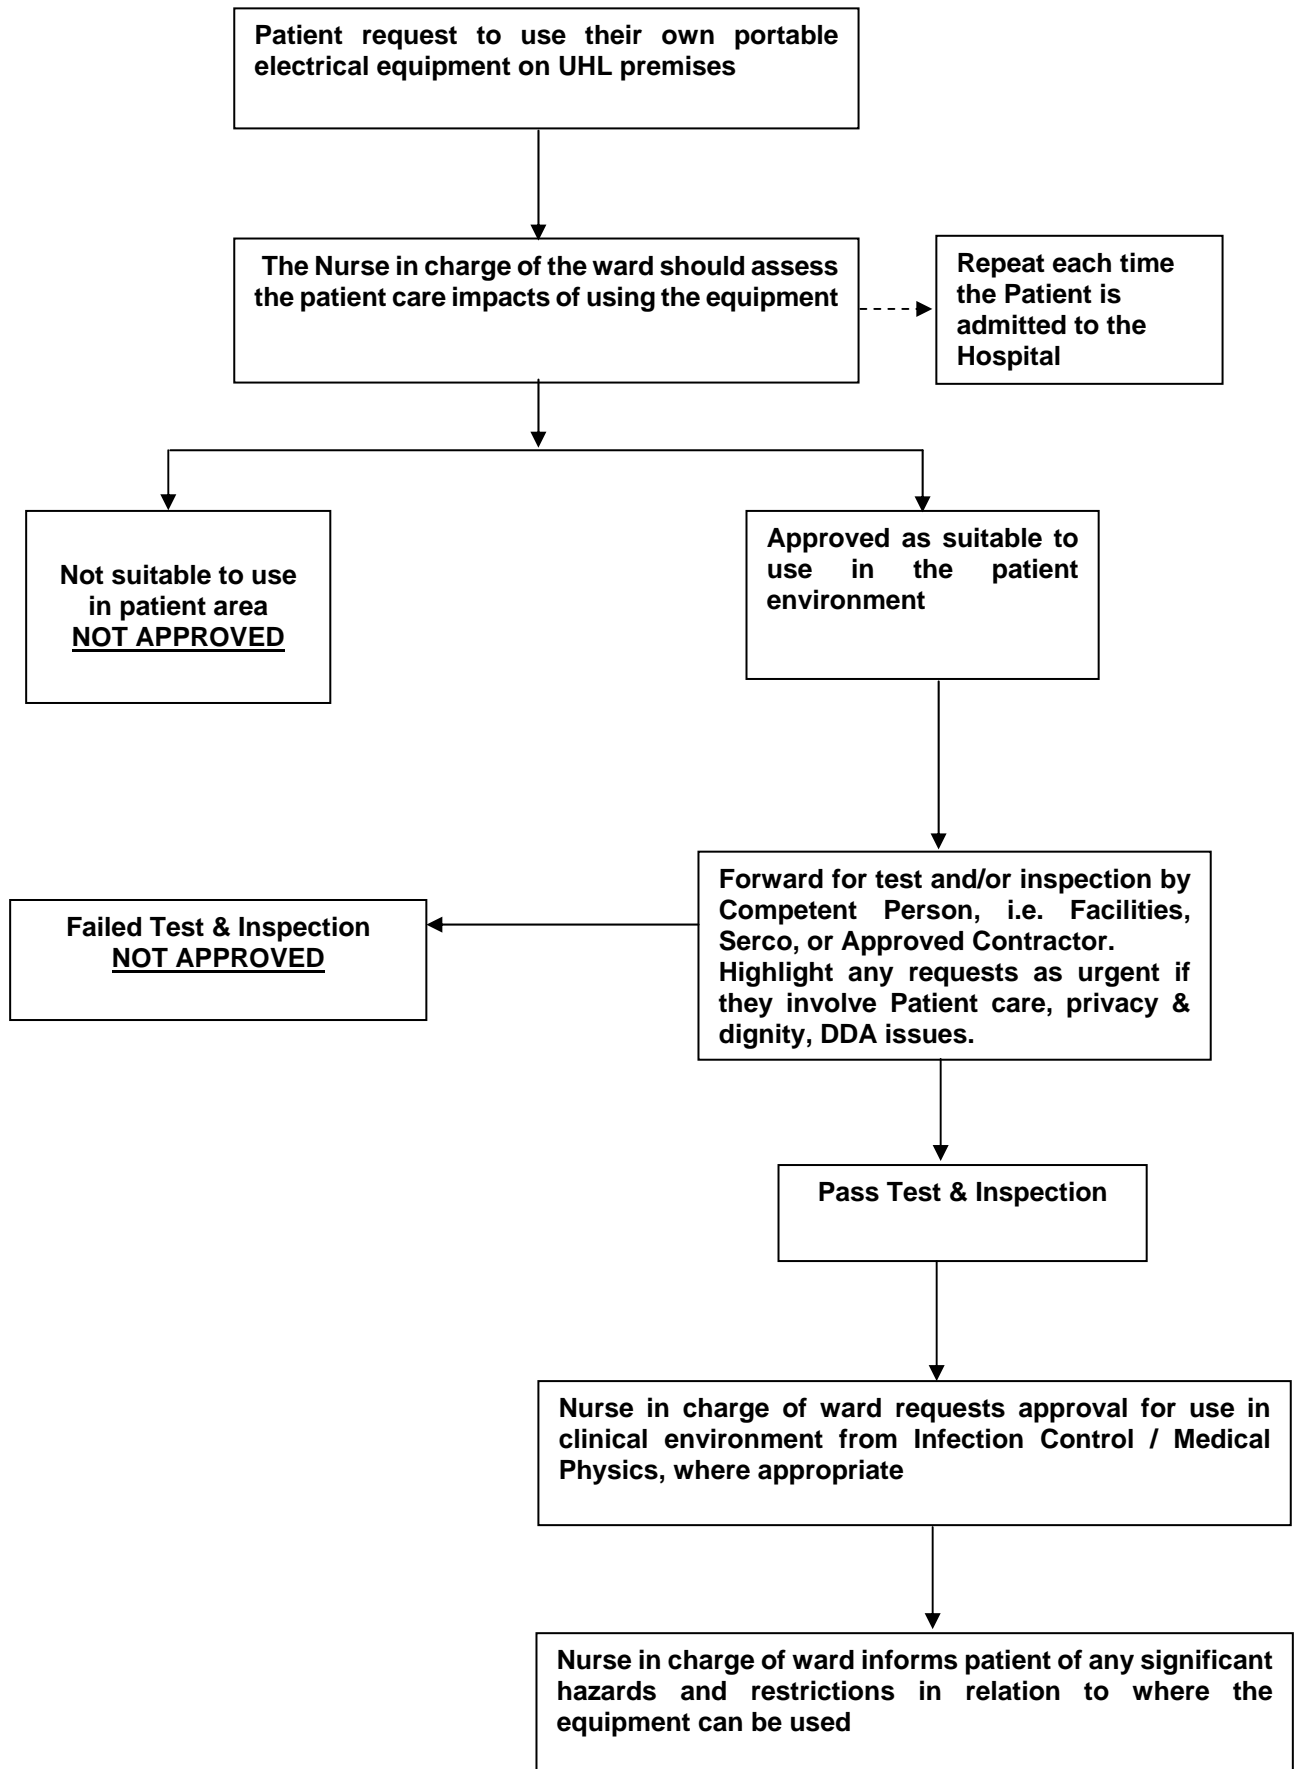 Patient request to use their own portable
electrical equipment on UHL premises
The Nurse in charge of the ward should assess
the patient care impacts of using the equipment
Repeat each time
the Patient is
admitted to the
Hospital
Not suitable to use
in patient area
NOT APPROVED
Approved as suitable to
use in the patient
environment
Forward for test and/or inspection by
Competent Person, i.e. Facilities,
Serco, or Approved Contractor.
Highlight any requests as urgent if
they involve Patient care, privacy &
dignity, DDA issues.
Failed Test & Inspection
NOT APPROVED
Pass Test & Inspection
Nurse in charge of ward requests approval for use in
clinical environment from Infection Control / Medical
Physics, where appropriate
Nurse in charge of ward informs patient of any significant
hazards and restrictions in relation to where the
equipment can be used